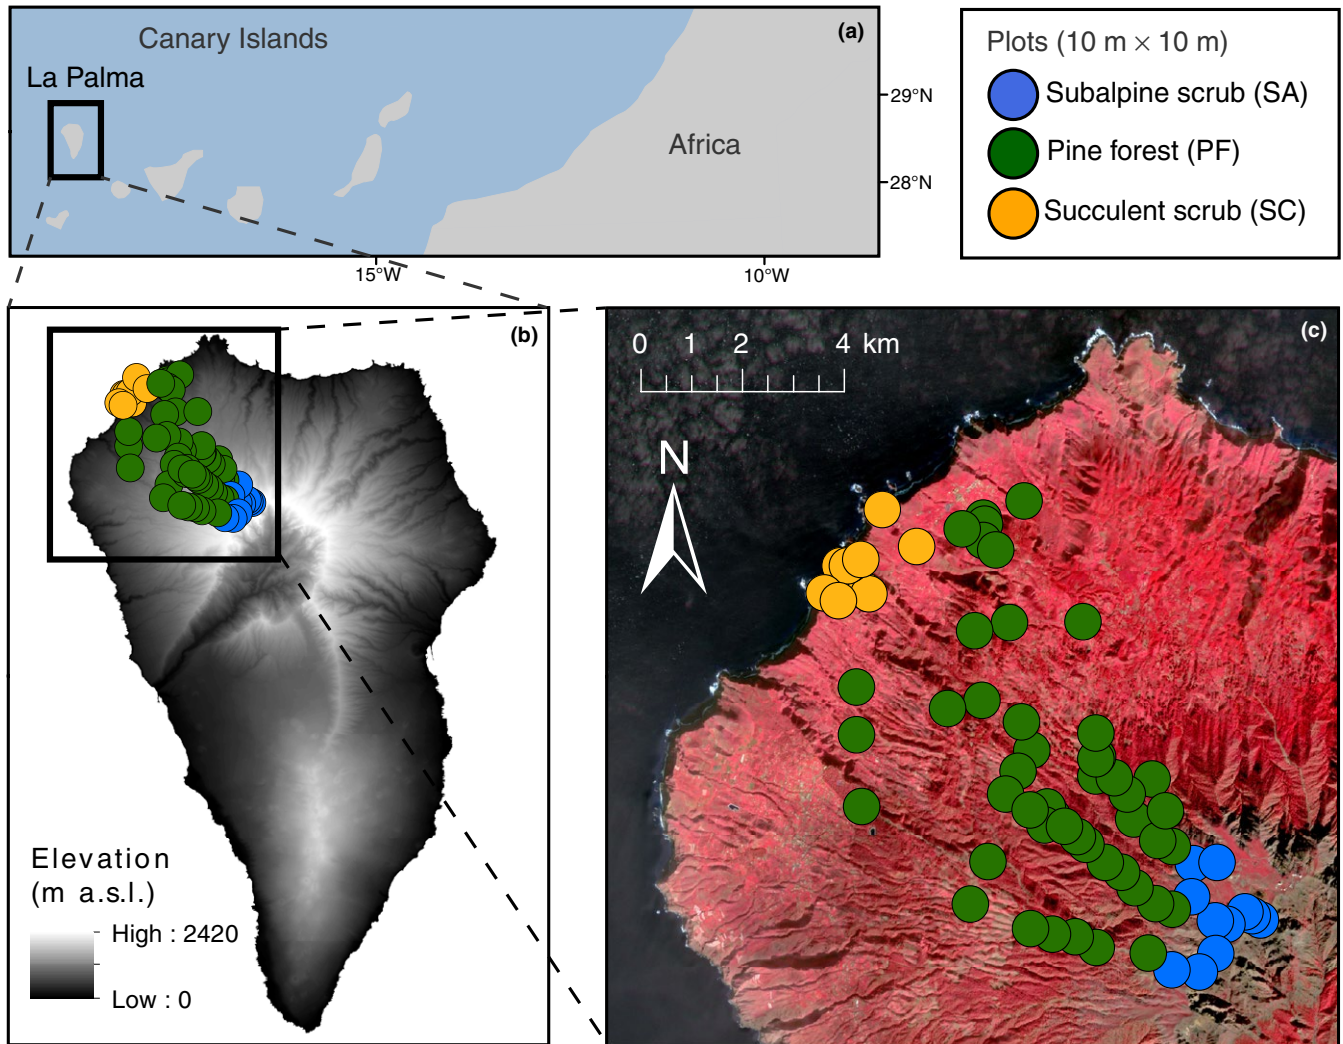 Canary Islands
(a)
La Palma
Africa
29°N
28°N
15°W
10°W
Plots (10 m × 10 m)
Subalpine scrub (SA)
Pine forest (PF)
Succulent scrub (SC)
(b)
Elevation
(m a.s.l.)
High : 2420
Low : 0
(c)
0 1 2 4 km
N